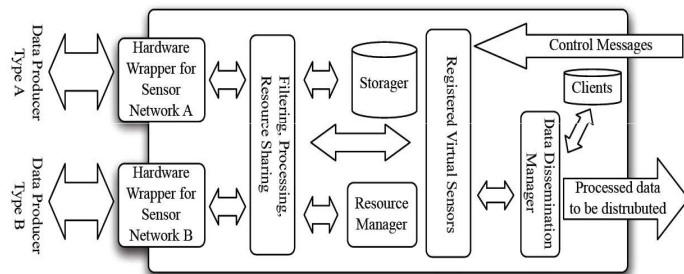 Data Producer
Type A
Hardware
Wrapper for
Sensor
Network A
Data Producer
Type B
Hardware
Wrapper for
Sensor
Network B
Filtering, Processing,
Resource Sharing
Storager
Resource
Manager
Registered Virtual Sensors
Control Messages
Clients
Data Dissemination
Manager
Processed data
to be distrubuted